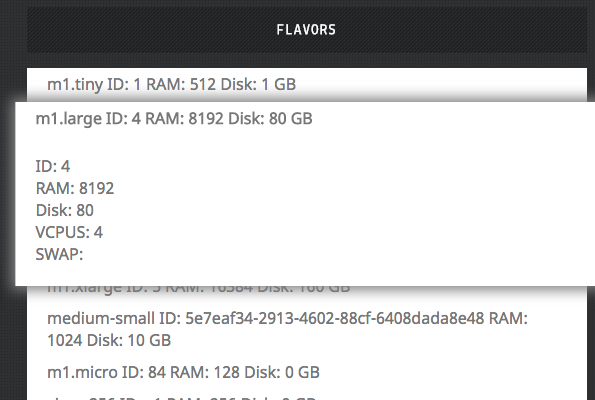 FLAVORS
m1.tiny ID: 1 RAM: 512 Disk: 1 GB
m1.large ID: 4 RAM: 8192 Disk: 80 GB
ID: 4
RAM: 8192
Disk: 80
VCPUS: 4
SWAP:
m1.xlarge ID: 5 RAM: 16384 Disk: 160 GB
medium-small ID: 5e7eaf34-2913-4602-88cf-6408dada8e48 RAM:
1024 Disk: 10 GB
m1.micro ID: 84 RAM: 128 Disk: 0 GB